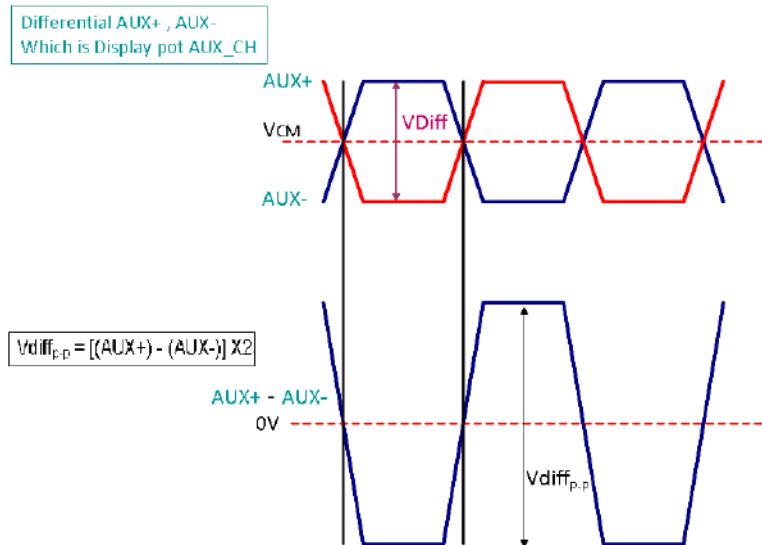 Differential AUX+ , AUX-
Which is Display pot AUX_CH
AUX+
VCM
VDiff
AUX-
Vdiffp-p = [(AUX+) - (AUX-)] X2
AUX+ - AUX-
0V
Vdiffp-p